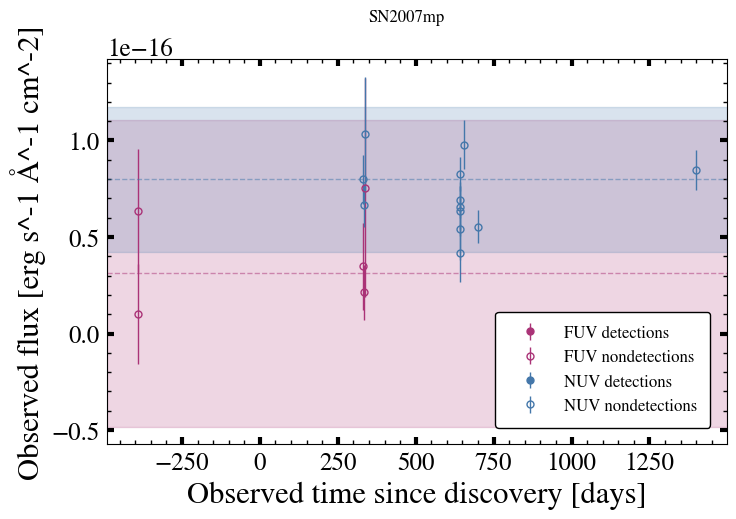 SN2007mp
1e−16
Observed flux [erg s^-1 Å^-1 cm^-2]
1.0
0.5
0.0
−0.5
FUV detections
FUV nondetections
NUV detections
NUV nondetections
−250 0 250 500 750 1000 1250
Observed time since discovery [days]